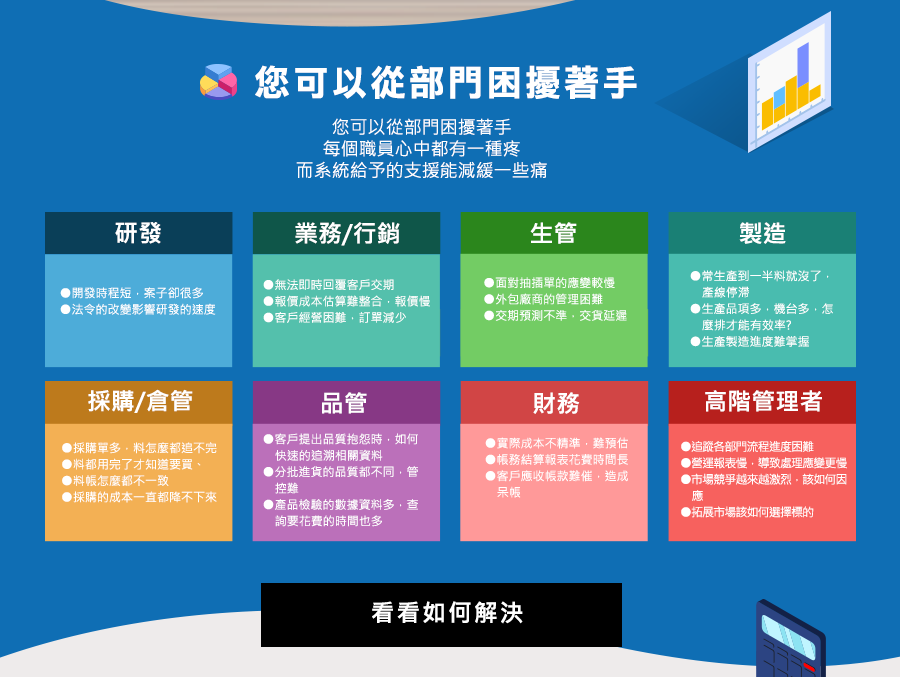 您可以從部門困擾著手
您可以從部門困擾著手
每個職員心中都有一種疼
而系統給予的支援能減緩一些痛
研發
●開發時程短，案子卻很多
●法令的改變影響研發的速度
業務/行銷
●無法即時回覆客戶交期
●報價成本估算難整合，報價慢
●客戶經營困難，訂單減少
生管
●面對抽插單的應變較慢
●外包廠商的管理困難
●交期預測不準，交貨延遲
製造
●常生產到一半料就沒了，
產線停滯
●生產品項多，機台多，怎
麼排才能有效率?
●生產製造進度難掌握
採購/倉管
●採購單多，料怎麼都追不完
●料都用完了才知道要買、
●料帳怎麼都不一致
●採購的成本一直都降不下來
品管
●客戶提出品質抱怨時，如何
快速的追溯相關資料
●分批進貨的品質都不同，管
控難
●產品檢驗的數據資料多，查
詢要花費的時間也多
財務
●實際成本不精準，難預估
●帳務結算報表花費時間長
●客戶應收帳款難催，造成
呆帳
高階管理者
●追蹤各部門流程進度困難
●營運報表慢，導致處理應變更慢
●市場競爭越來越激烈，該如何因
應
●拓展市場該如何選擇標的
看看如何解決